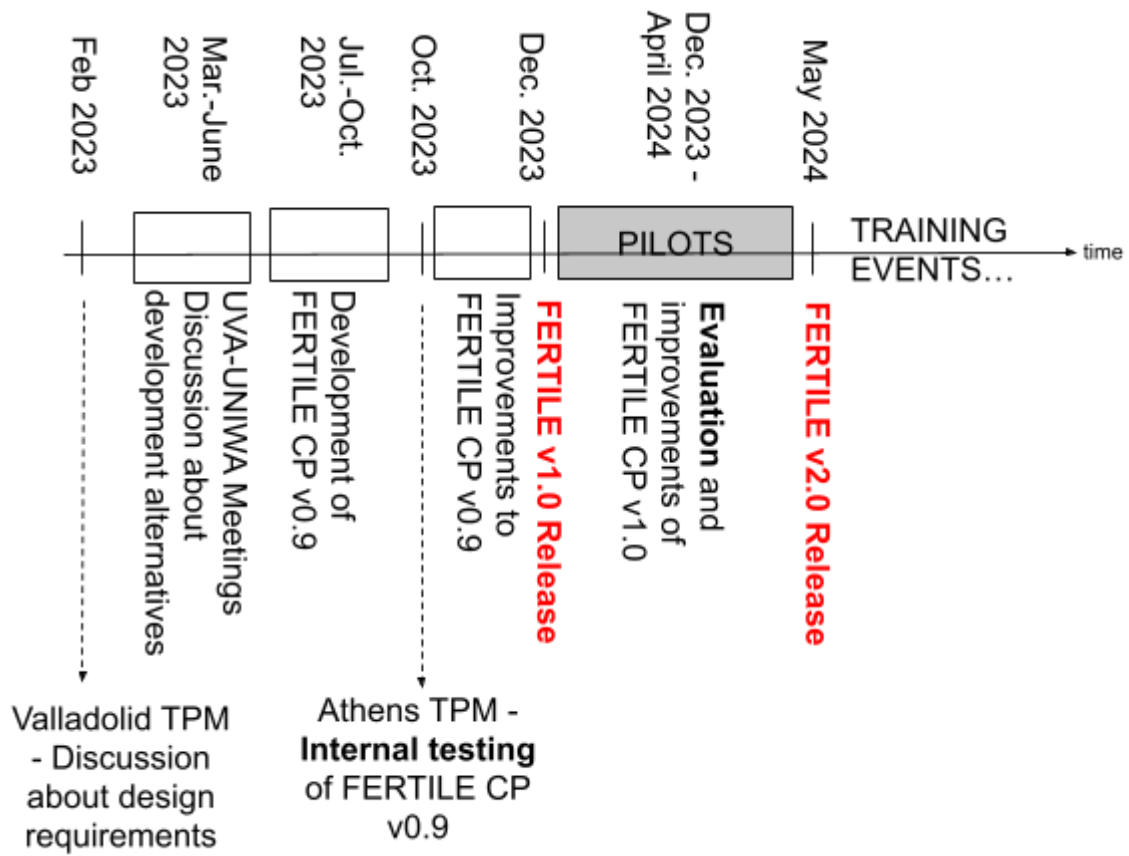 Feb 2023
Mar.-June
2023
Jul.-Oct.
2023
Oct. 2023
Dec. 2023
Dec. 2023 -
April 2024
May 2024
PILOTS
TRAINING
EVENTS...
time
UVA-UNIWA Meetings
Discussion about
development alternatives
Development of
FERTILE CP v0.9
Improvements to
FERTILE CP v0.9
FERTILE v1.0 Release
Evaluation and
improvements of
FERTILE CP v1.0
FERTILE v2.0 Release
Valladolid TPM
- Discussion
about design
requirements
Athens TPM -
Internal testing
of FERTILE CP
v0.9